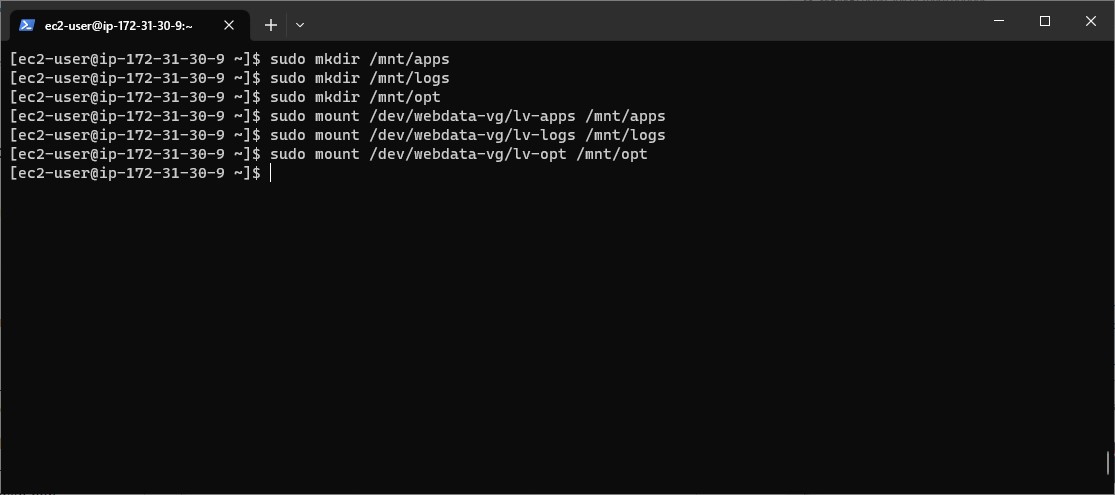 ec2-user@ip-172-31-30-9:~
[ec2-user@ip-172-31-30-9 ~]$ sudo mkdir /mnt/apps
[ec2-user@ip-172-31-30-9 ~]$ sudo mkdir /mnt/logs
[ec2-user@ip-172-31-30-9 ~]$ sudo mkdir /mnt/opt
[ec2-user@ip-172-31-30-9 ~]$ sudo mount /dev/webdata-vg/lv-apps /mnt/apps
[ec2-user@ip-172-31-30-9 ~]$ sudo mount /dev/webdata-vg/lv-logs /mnt/logs
[ec2-user@ip-172-31-30-9 ~]$ sudo mount /dev/webdata-vg/lv-opt /mnt/opt
[ec2-user@ip-172-31-30-9 ~]$